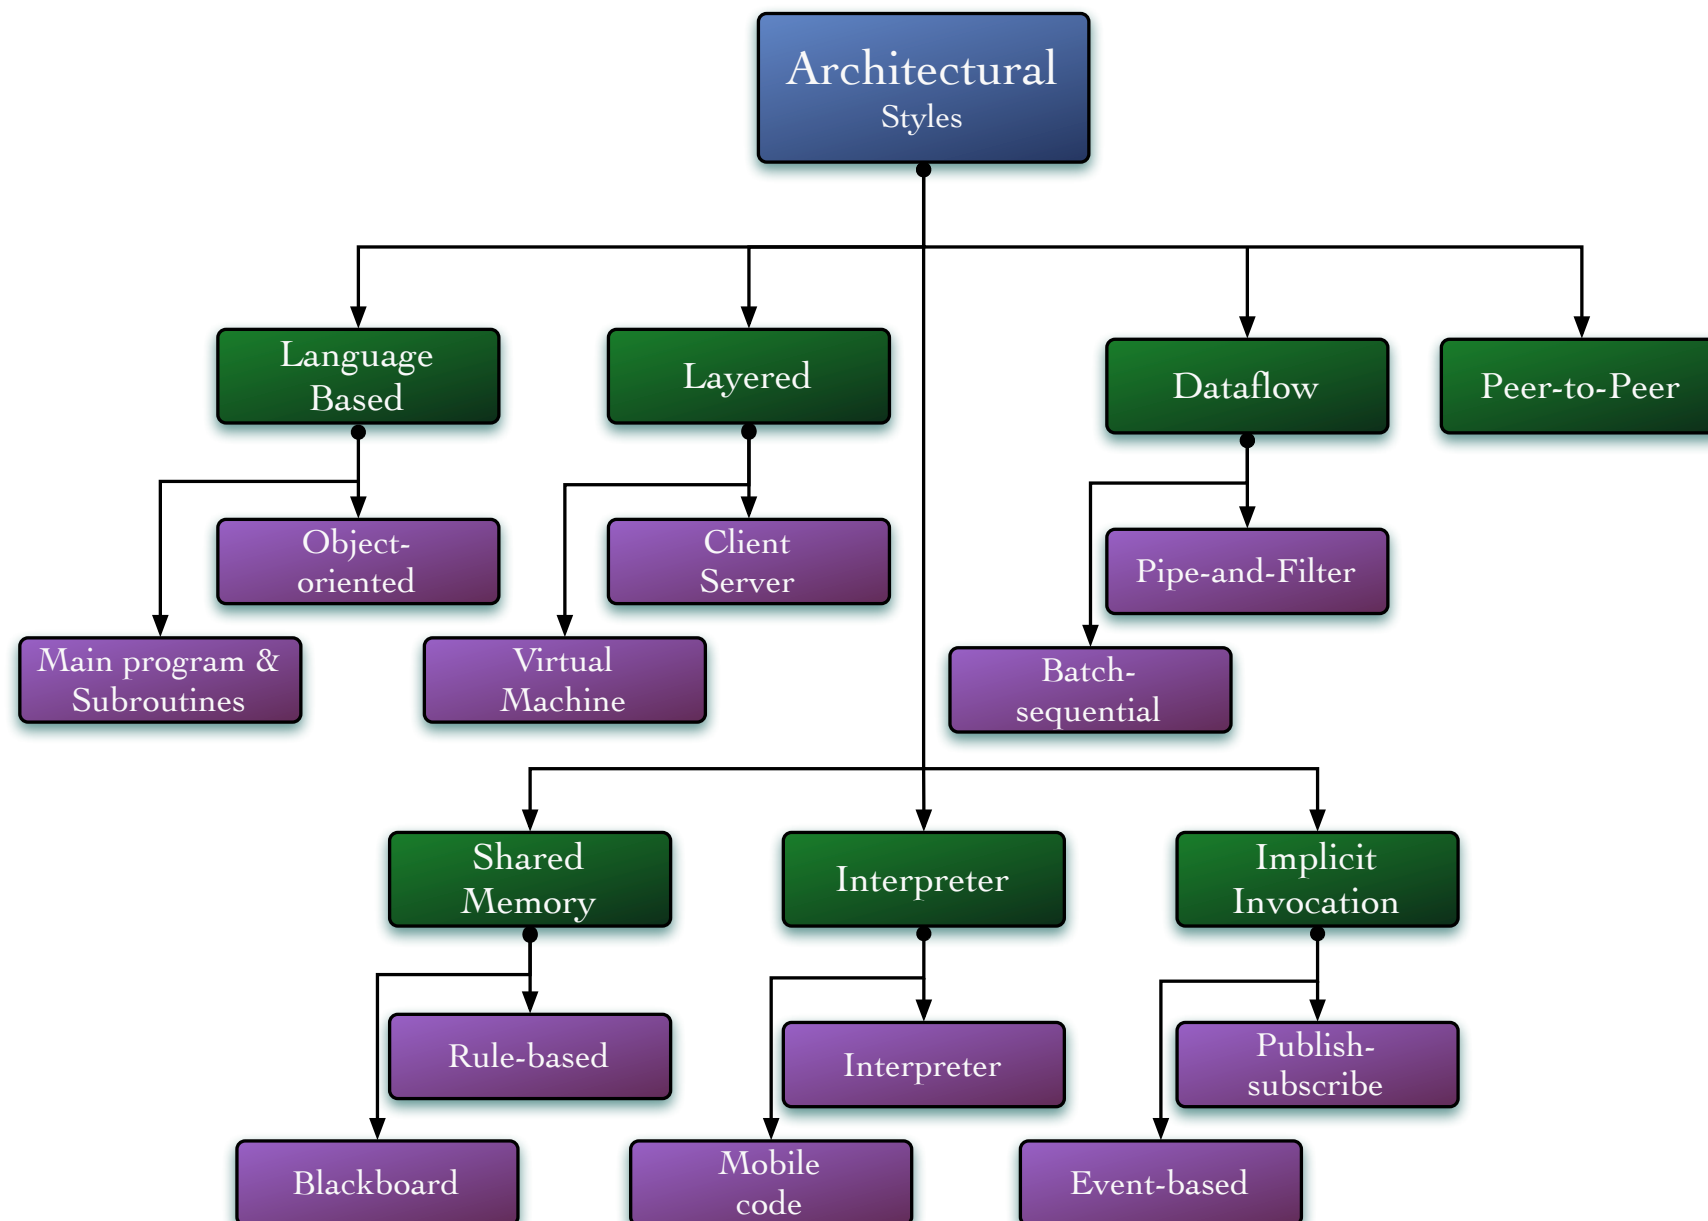 Architectural
Styles
Language
Based
Layered
Dataflow
Peer-to-Peer
Object-
oriented
Client
Server
Pipe-and-Filter
Main program &
Subroutines
Virtual
Machine
Batch-
sequential
Shared
Memory
Interpreter
Implicit
Invocation
Rule-based
Interpreter
Publish-
subscribe
Blackboard
Mobile
code
Event-based